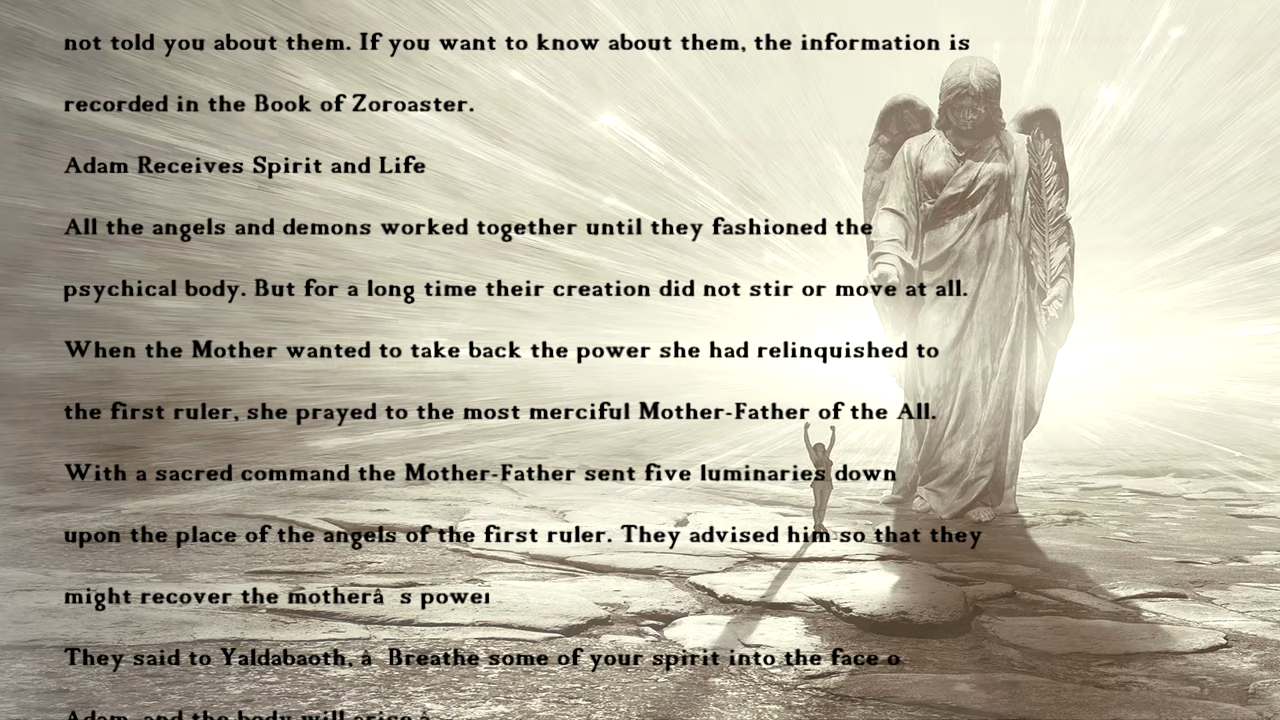 not told you about them. If you want to know about them, the information is
recorded in the Book of Zoroaster.
Adam Receives Spirit and Life
All the angels and demons worked together until they fashioned the
psychical body. But for a long time their creation did not stir or move at all.
When the Mother wanted to take back the power she had relinquished to
the first ruler, she prayed to the most merciful Mother-Father of the All.
With a sacred command the Mother-Father sent five luminaries down
upon the place of the angels of the first ruler. They advised him so that they
might recover the motherâ  s power
They said to Yaldabaoth, â  Breathe some of your spirit into the face o
Adam, and the body will arise.â